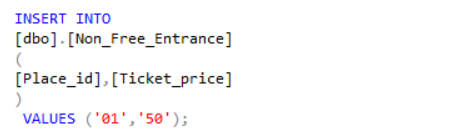 INSERT INTO
[dbo].[Non_Free_Entrance]
(
[Place_id],[Ticket_price]
)
VALUES ('01','50');